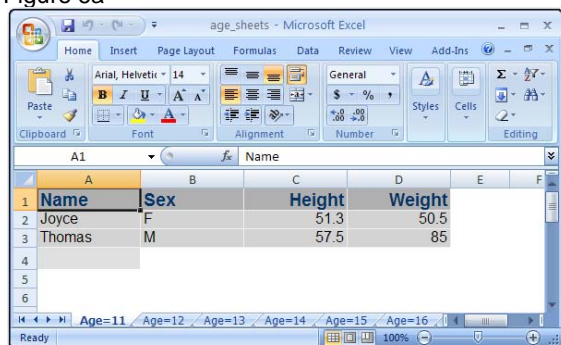 Figure 6a
age_sheets - Microsoft Excel
Home Insert Page Layout Formulas Data Review View Add-Ins
Paste
Arial, Helvetic 14
B I U A A
General
$ % ,
Styles
Cells
Σ
Clipboard Font Alignment Number Editing
A1 fx Name
A B C D E F
1 Name Sex Height Weight
2 Joyce F 51.3 50.5
3 Thomas M 57.5 85
4
5
6
Age=11 Age=12 Age=13 Age=14 Age=15 Age=16
Ready 100%